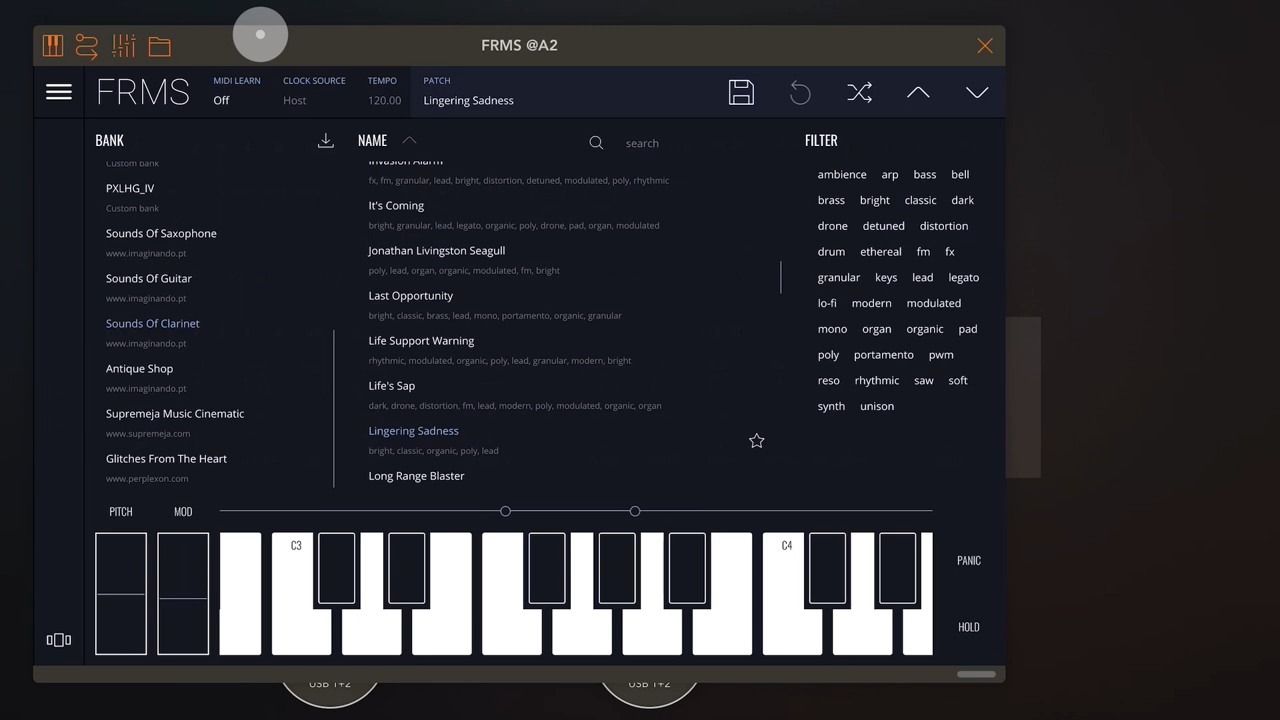 FRMS @A2
FRMS
MIDI LEARN
Off
CLOCK SOURCE
Host
TEMPO
120.00
PATCH
Lingering Sadness
BANK
Custom bank
PXLHG_IV
Custom bank
Sounds Of Saxophone
www.imaginando.pt
Sounds Of Guitar
www.imaginando.pt
Sounds Of Clarinet
www.imaginando.pt
Antique Shop
www.imaginando.pt
Supremeja Music Cinematic
www.supremeja.com
Glitches From The Heart
www.perplexon.com
NAME
search
Invasion Alarm
fx, fm, granular, lead, bright, distortion, detuned, modulated, poly, rhythmic
It's Coming
bright, granular, lead, legato, organic, poly, drone, pad, organ, modulated
Jonathan Livingston Seagull
poly, lead, organ, organic, modulated, fm, bright
Last Opportunity
bright, classic, brass, lead, mono, portamento, organic, granular
Life Support Warning
rhythmic, modulated, organic, poly, lead, granular, modern, bright
Life's Sap
dark, drone, distortion, fm, lead, modern, poly, modulated, organic, organ
Lingering Sadness
bright, classic, organic, poly, lead
Long Range Blaster
FILTER
ambience arp bass bell
brass bright classic dark
drone detuned distortion
drum ethereal fm fx
granular keys lead legato
lo-fi modern modulated
mono organ organic pad
poly portamento pwm
reso rhythmic saw soft
synth unison
PITCH
MOD
C3
C4
PANIC
HOLD
USB 1+2
USB 1+2